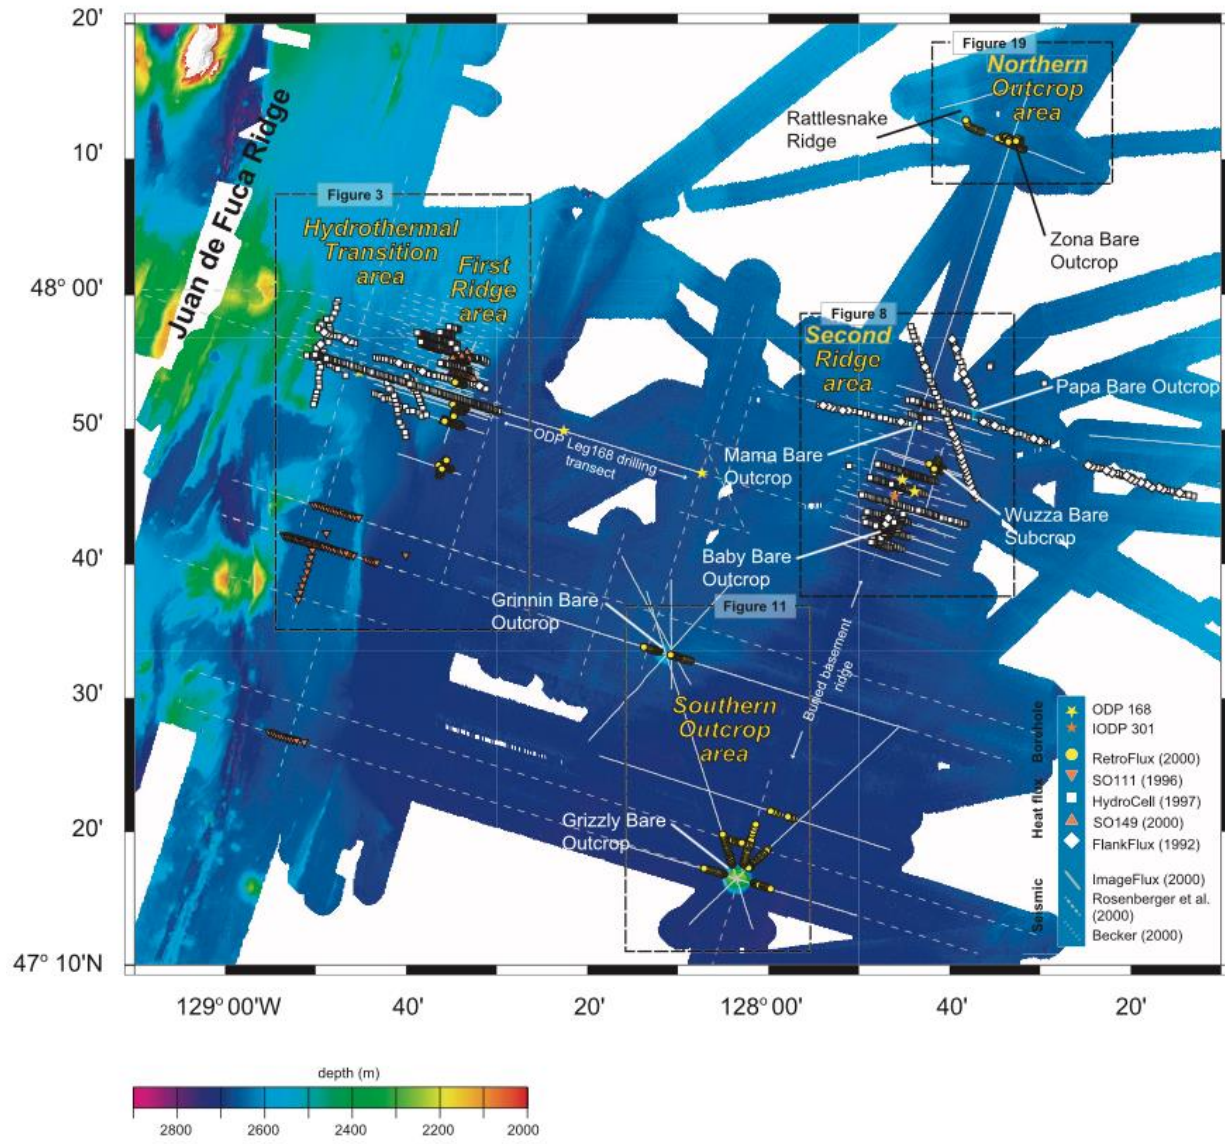 20'
Figure 19
Northern
Outcrop
area
Rattlesnake
Ridge
10'
Juan de Fuca Ridge
Figure 3
Hydrothermal
Transition
area
First
Ridge
area
Zona Bare
Outcrop
48° 00'
Figure 8
Second
Ridge
area
Papa Bare Outcrop
50'
ODP Leg168 drilling
transect
Mama Bare
Outcrop
Wuzza Bare
Subcrop
Baby Bare
Outcrop
40'
Grinnin Bare
Outcrop
Figure 11
Buried basement
ridge
30'
Southern
Outcrop
area
Borehole
ODP 168
IODP 301
Heat flux
RetroFlux (2000)
SO111 (1996)
HydroCell (1997)
SO149 (2000)
FlankFlux (1992)
Seismic
ImageFlux (2000)
Rosenberger et al.
(2000)
Becker (2000)
20'
Grizzly Bare
Outcrop
47° 10'N
129° 00'W
40'
20'
128° 00'
40'
20'
depth (m)
2800
2600
2400
2200
2000